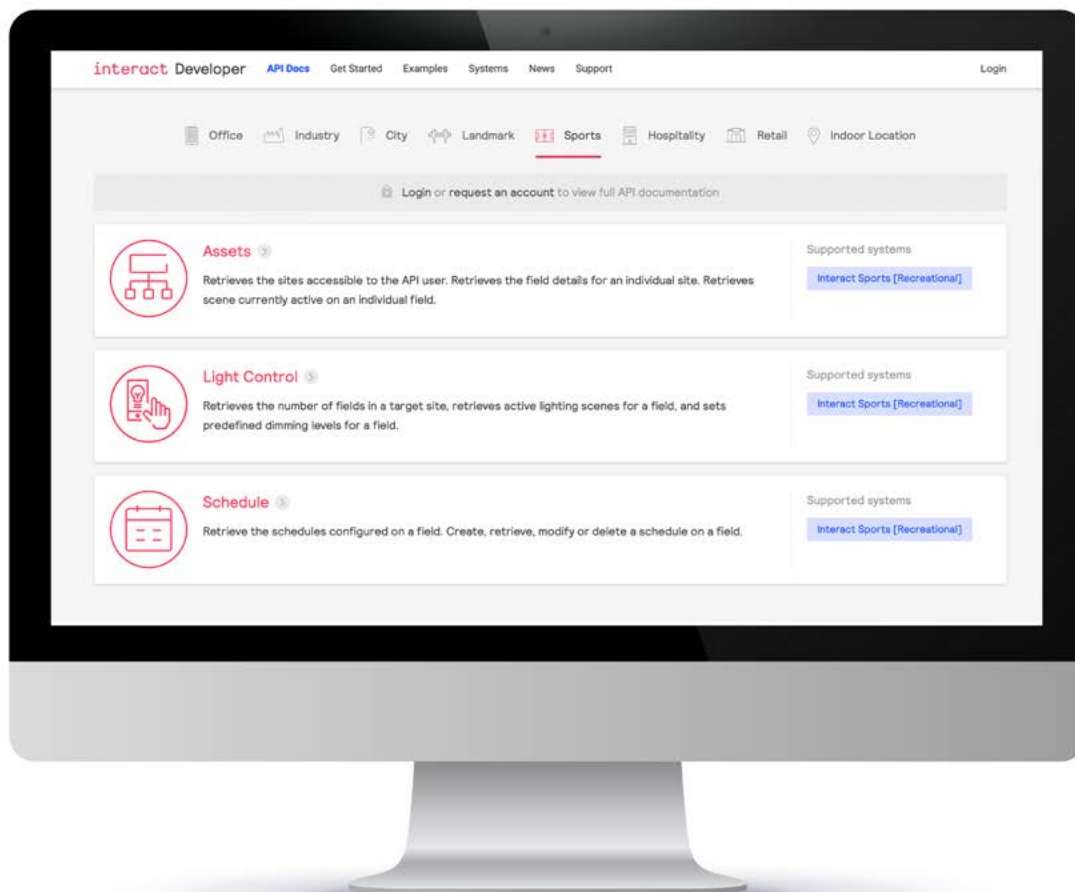 interact Developer API Docs Get Started Examples Systems News Support Login
Office Industry City Landmark Sports Hospitality Retail Indoor Location
Login or request an account to view full API documentation
Assets
Retrieves the sites accessible to the API user. Retrieves the field details for an individual site. Retrieves
scene currently active on an individual field.
Supported systems
Interact Sports [Recreational]
Light Control
Retrieves the number of fields in a target site, retrieves active lighting scenes for a field, and sets
predefined dimming levels for a field.
Supported systems
Interact Sports [Recreational]
Schedule
Retrieve the schedules configured on a field. Create, retrieve, modify or delete a schedule on a field.
Supported systems
Interact Sports [Recreational]